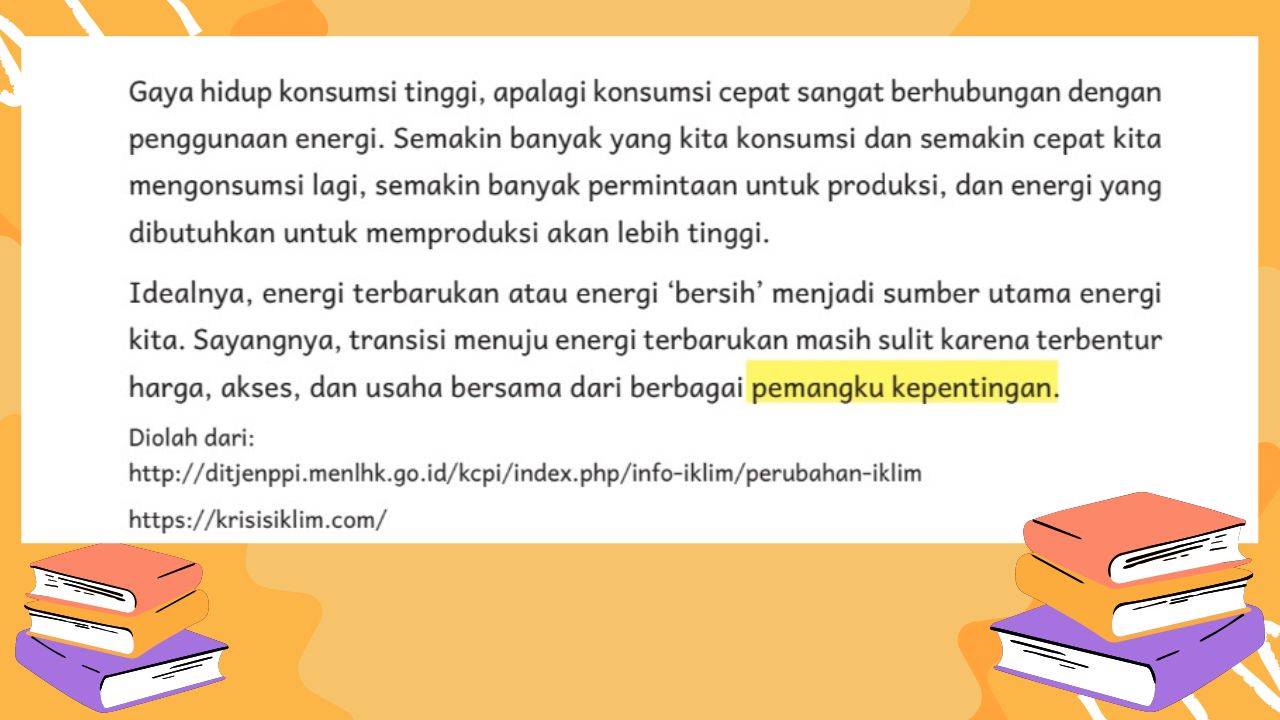 Gaya hidup konsumsi tinggi, apalagi konsumsi cepat sangat berhubungan dengan
penggunaan energi. Semakin banyak yang kita konsumsi dan semakin cepat kita
mengonsumsi lagi, semakin banyak permintaan untuk produksi, dan energi yang
dibutuhkan untuk memproduksi akan lebih tinggi.
Idealnya, energi terbarukan atau energi ‘bersih’ menjadi sumber utama energi
kita. Sayangnya, transisi menuju energi terbarukan masih sulit karena terbentur
harga, akses, dan usaha bersama dari berbagai pemangku kepentingan.
Diolah dari:
http://ditjenppi.menlhk.go.id/kcpi/index.php/info-iklim/perubahan-iklim
https://krisisiklim.com/